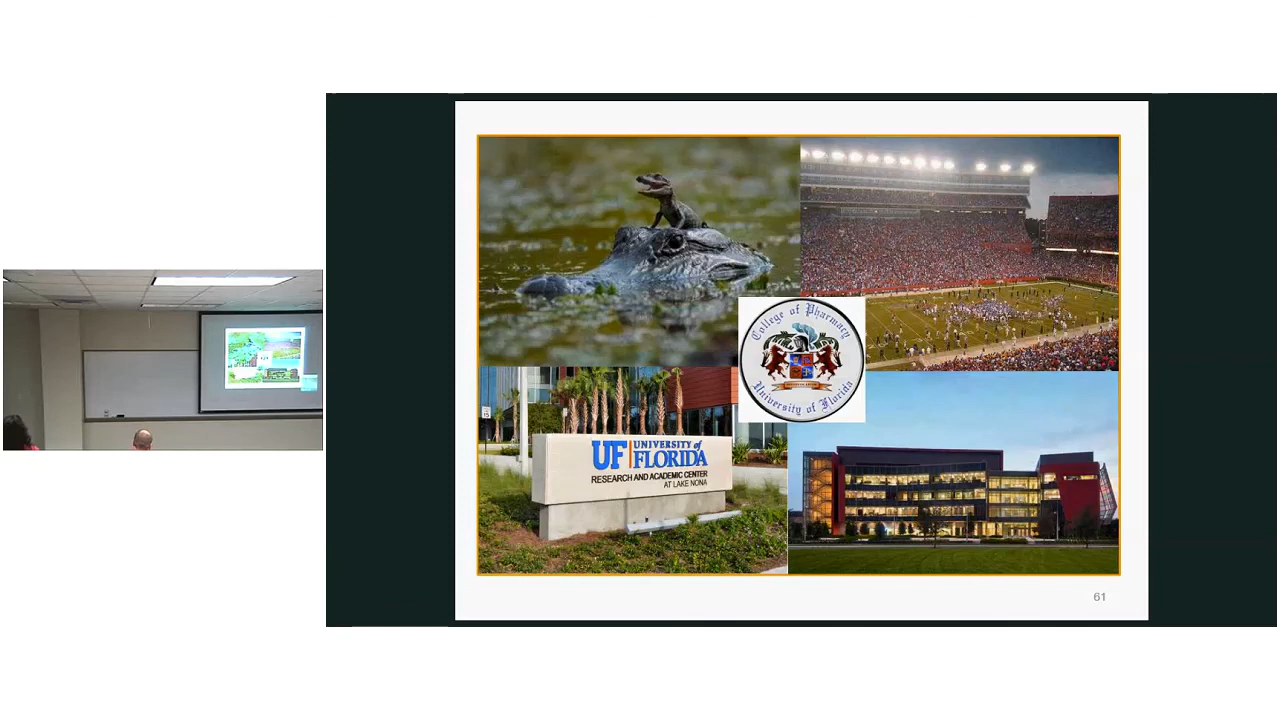 College of Pharmacy
University of Florida
UF UNIVERSITY of
FLORIDA
RESEARCH AND ACADEMIC CENTER
AT LAKE NONA
61